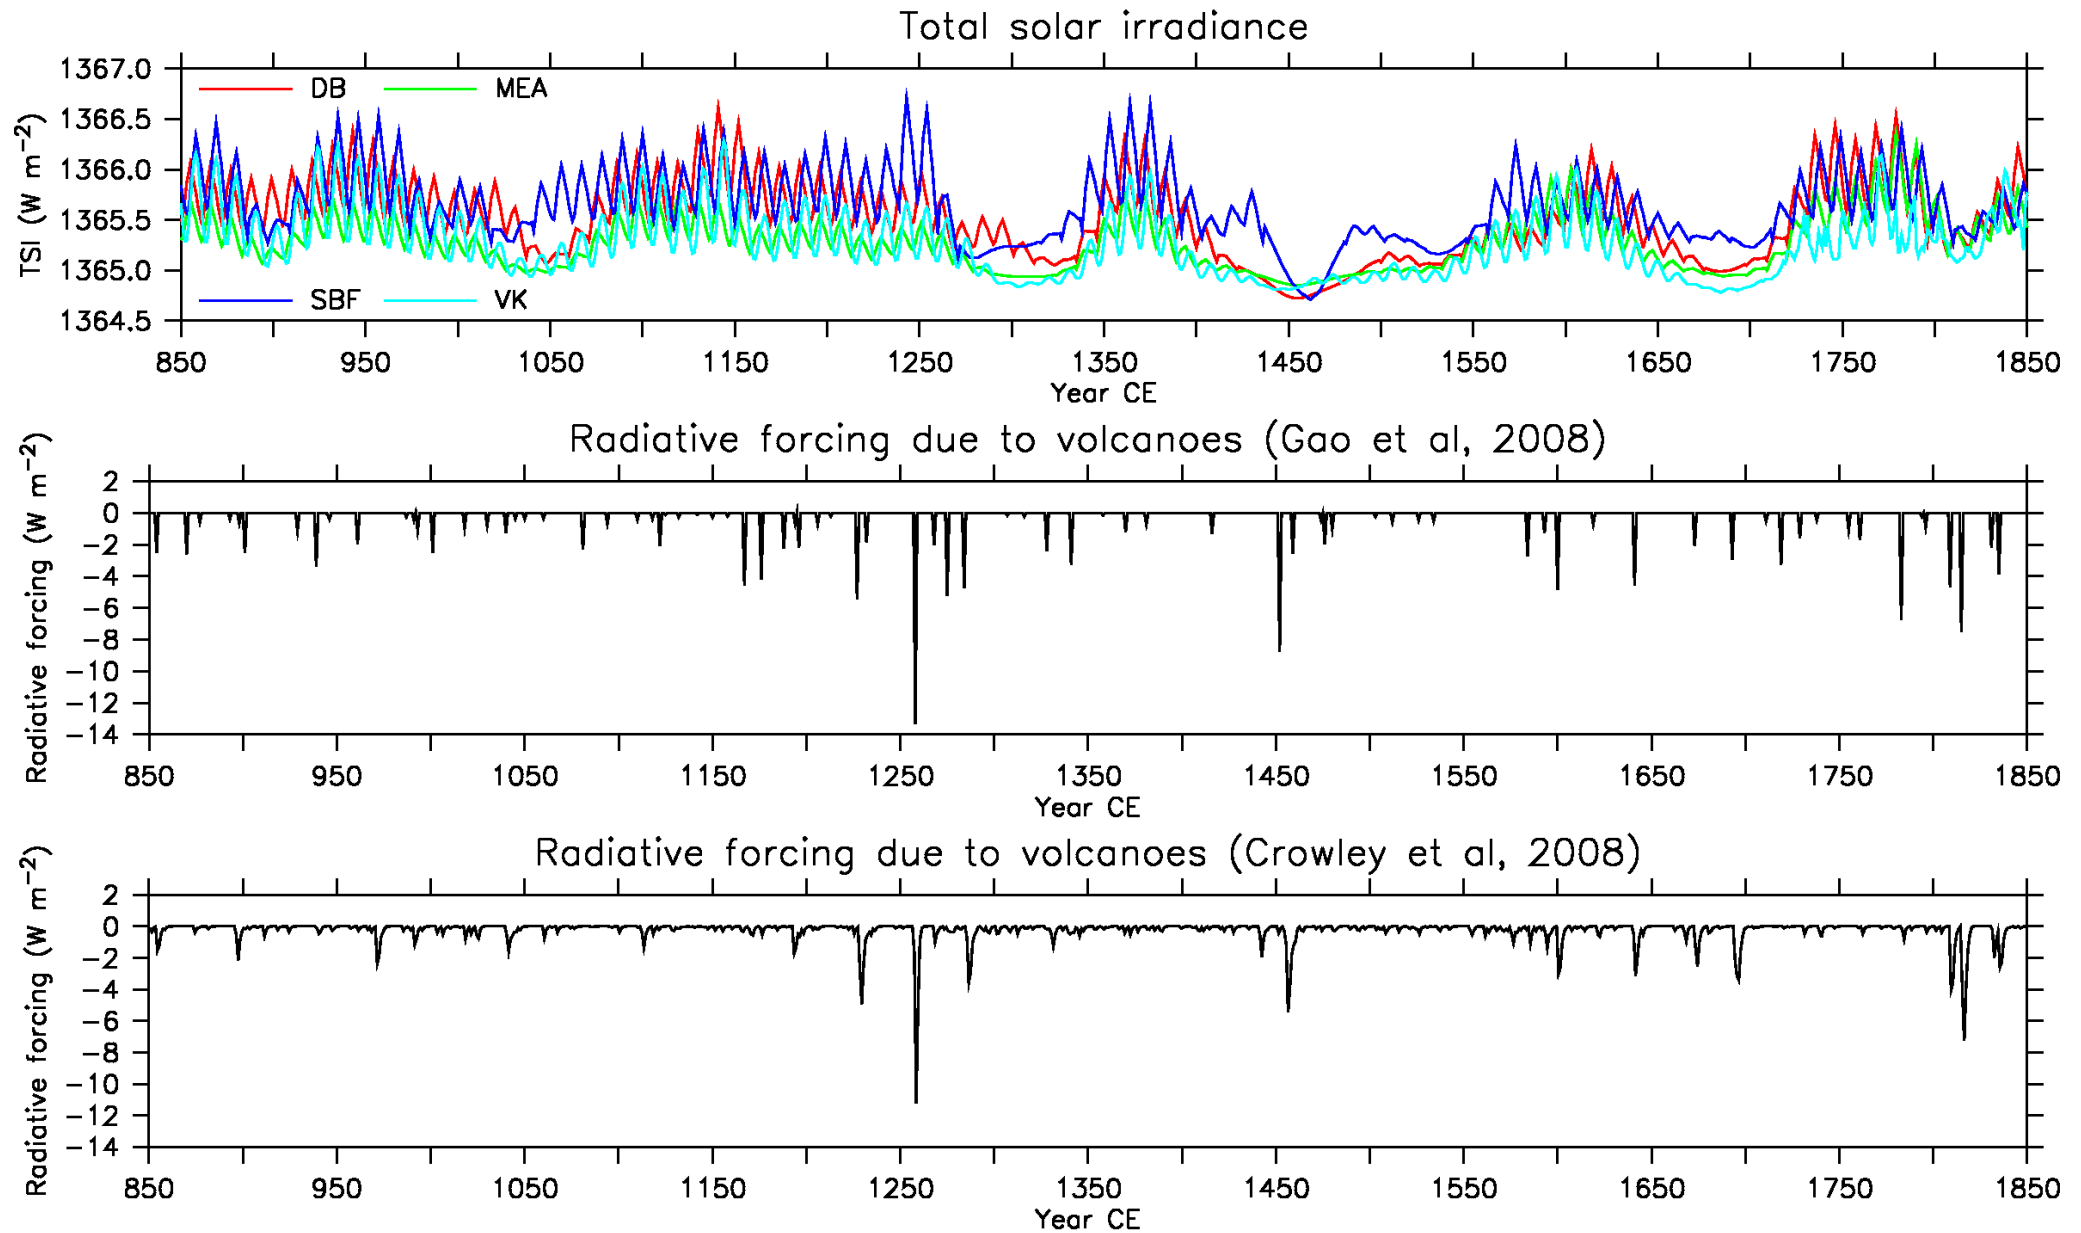 Total solar irradiance
TSI (W m−2)
1367.0
1366.5
1366.0
1365.5
1365.0
1364.5
DB MEA
SBF VK
850 950 1050 1150 1250 1350 1450 1550 1650 1750 1850
Year CE
Radiative forcing due to volcanoes (Gao et al, 2008)
Radiative forcing (W m−2)
2
0
−2
−4
−6
−8
−10
−12
−14
850 950 1050 1150 1250 1350 1450 1550 1650 1750 1850
Year CE
Radiative forcing due to volcanoes (Crowley et al, 2008)
Radiative forcing (W m−2)
2
0
−2
−4
−6
−8
−10
−12
−14
850 950 1050 1150 1250 1350 1450 1550 1650 1750 1850
Year CE